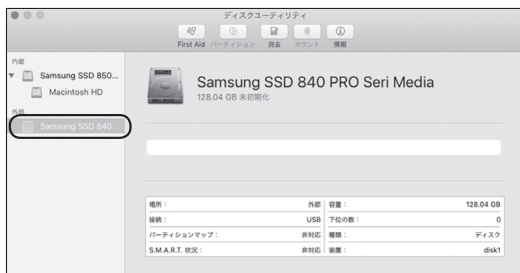 ディスクユーティリティ
First Aid パーティション 消去 マウント 情報
内蔵
Samsung SSD 850...
Macintosh HD
外部
Samsung SSD 840...
Samsung SSD 840 PRO Seri Media
128.04 GB 未初期化
場所： 外部 容量： 128.04 GB
接続： USB 下位の数： 0
パーティションマップ： 非対応 種類： ディスク
S.M.A.R.T. 状況： 非対応 装置： disk1